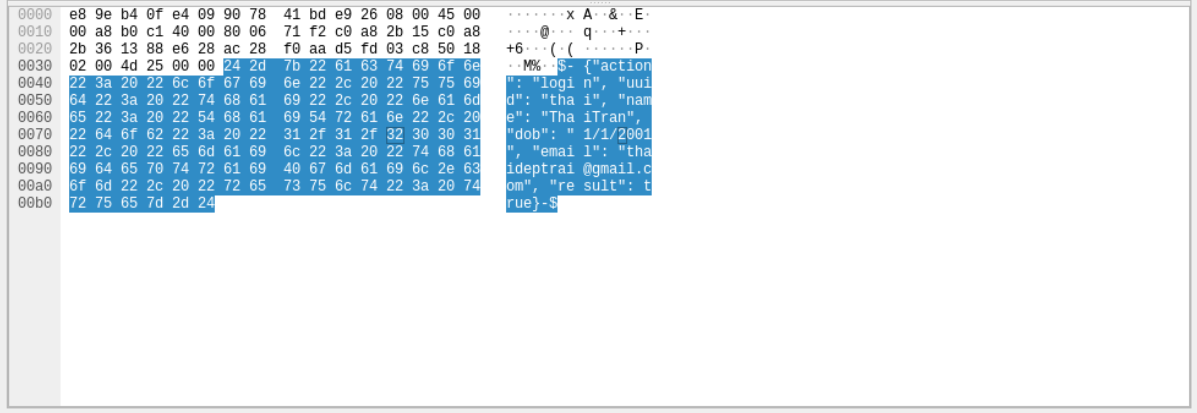 0000 e8 9e b4 0f e4 09 90 78 41 bd e9 26 08 00 45 00 ·······x A··&··E·
0010 00 a8 b0 c1 40 00 80 06 71 f2 c0 a8 2b 15 c0 a8 ····@··· q···+···
0020 2b 36 13 88 e6 28 ac 28 f0 aa d5 fd 03 c8 50 18 +6···(·( ······P·
0030 02 00 4d 25 00 00 24 2d 7b 22 61 63 74 69 6f 6e ··M%··$- {"action
0040 22 3a 20 22 6c 6f 67 69 6e 22 2c 20 22 75 75 69 ": "logi n", "uui
0050 64 22 3a 20 22 74 68 61 69 22 2c 20 22 6e 61 6d d": "tha i", "nam
0060 65 22 3a 20 22 54 68 61 69 54 72 61 6e 22 2c 20 e": "Tha iTran",
0070 22 64 6f 62 22 3a 20 22 31 2f 31 2f 32 30 30 31 "dob": " 1/1/2001
0080 22 2c 20 22 65 6d 61 69 6c 22 3a 20 22 74 68 61 ", "emai l": "tha
0090 69 64 65 70 74 72 61 69 40 67 6d 61 69 6c 2e 63 ideptrai @gmail.c
00a0 6f 6d 22 2c 20 22 72 65 73 75 6c 74 22 3a 20 74 om", "re sult": t
00b0 72 75 65 7d 2d 24 rue}-$